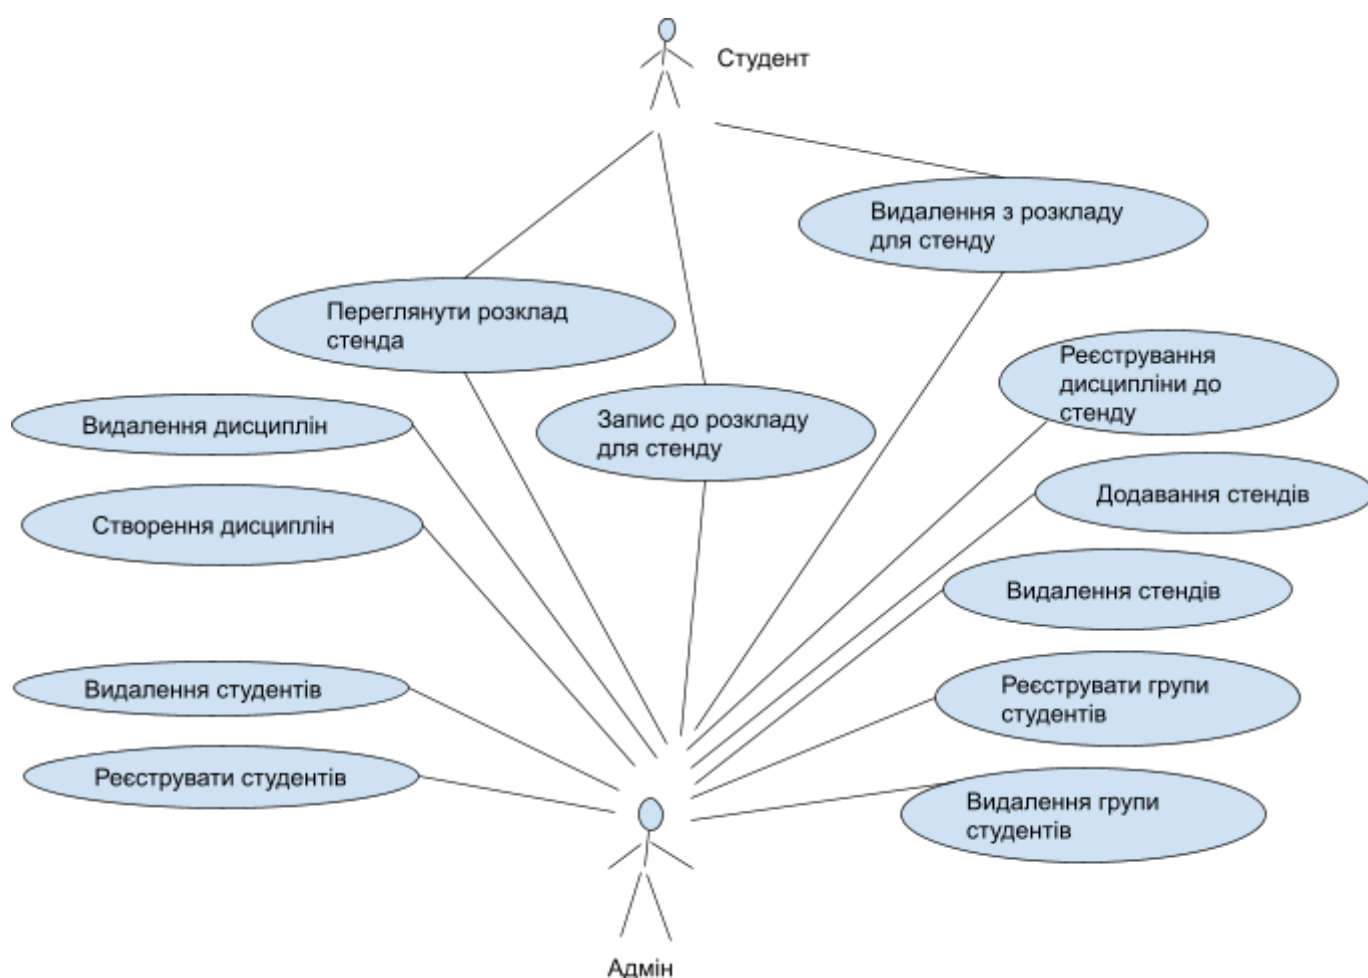 Студент
Видалення з розкладу
для стенду
Переглянути розклад
стенда
Реєстрування
дисципліни до
стенду
Видалення дисциплін
Запис до розкладу
для стенду
Додавання стендів
Створення дисциплін
Видалення стендів
Видалення студентів
Реєструвати групи
студентів
Реєструвати студентів
Видалення групи
студентів
Адмін